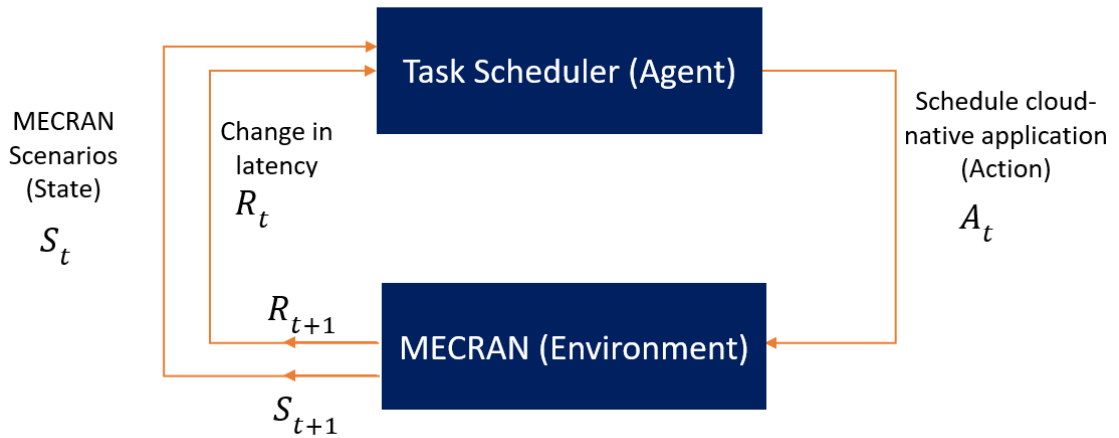 Task Scheduler (Agent)
MECRAN
Scenarios
(State)
S_t
Change in
latency
R_t
Schedule cloud-
native application
(Action)
A_t
R_{t+1}
MECRAN (Environment)
S_{t+1}